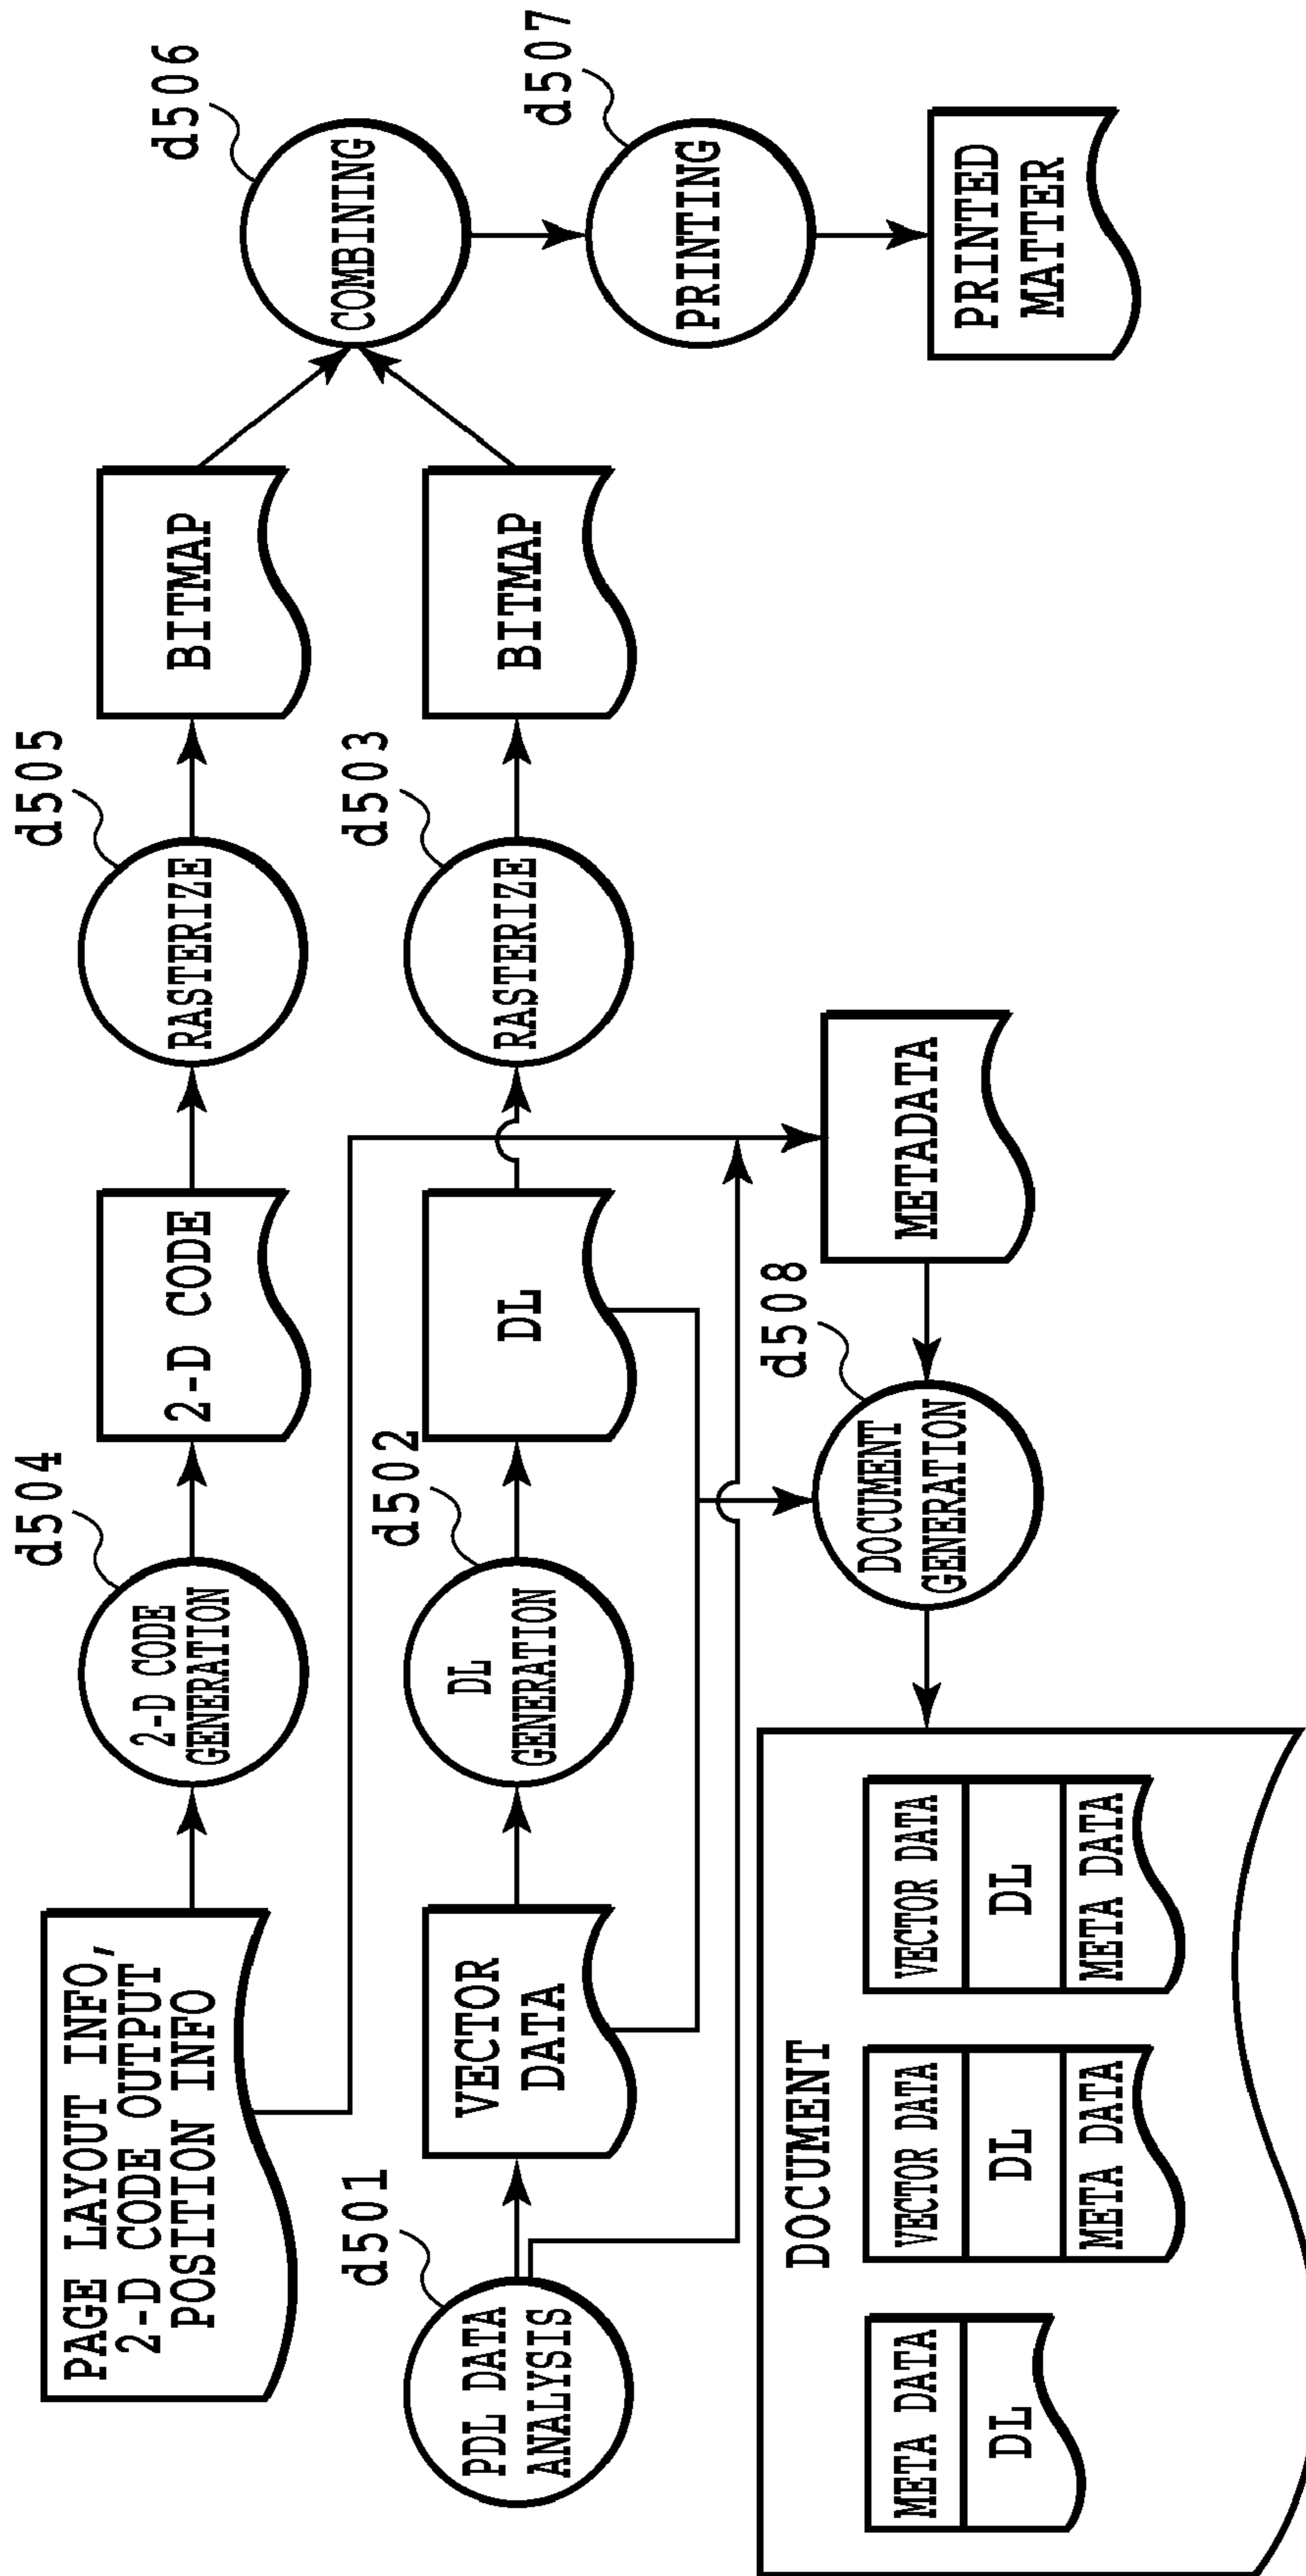 PAGE LAYOUT INFO,
2-D CODE OUTPUT
POSITION INFO
d504
2-D CODE
GENERATION
2-D CODE
d505
RASTERIZE
BITMAP
d506
COMBINING
d501
PDL DATA
ANALYSIS
VECTOR
DATA
d502
DL
GENERATION
DL
d503
RASTERIZE
BITMAP
d507
PRINTING
PRINTED
MATTER
METADATA
d508
DOCUMENT
GENERATION
DOCUMENT
META DATA
DL
VECTOR DATA
DL
META DATA
VECTOR DATA
DL
META DATA